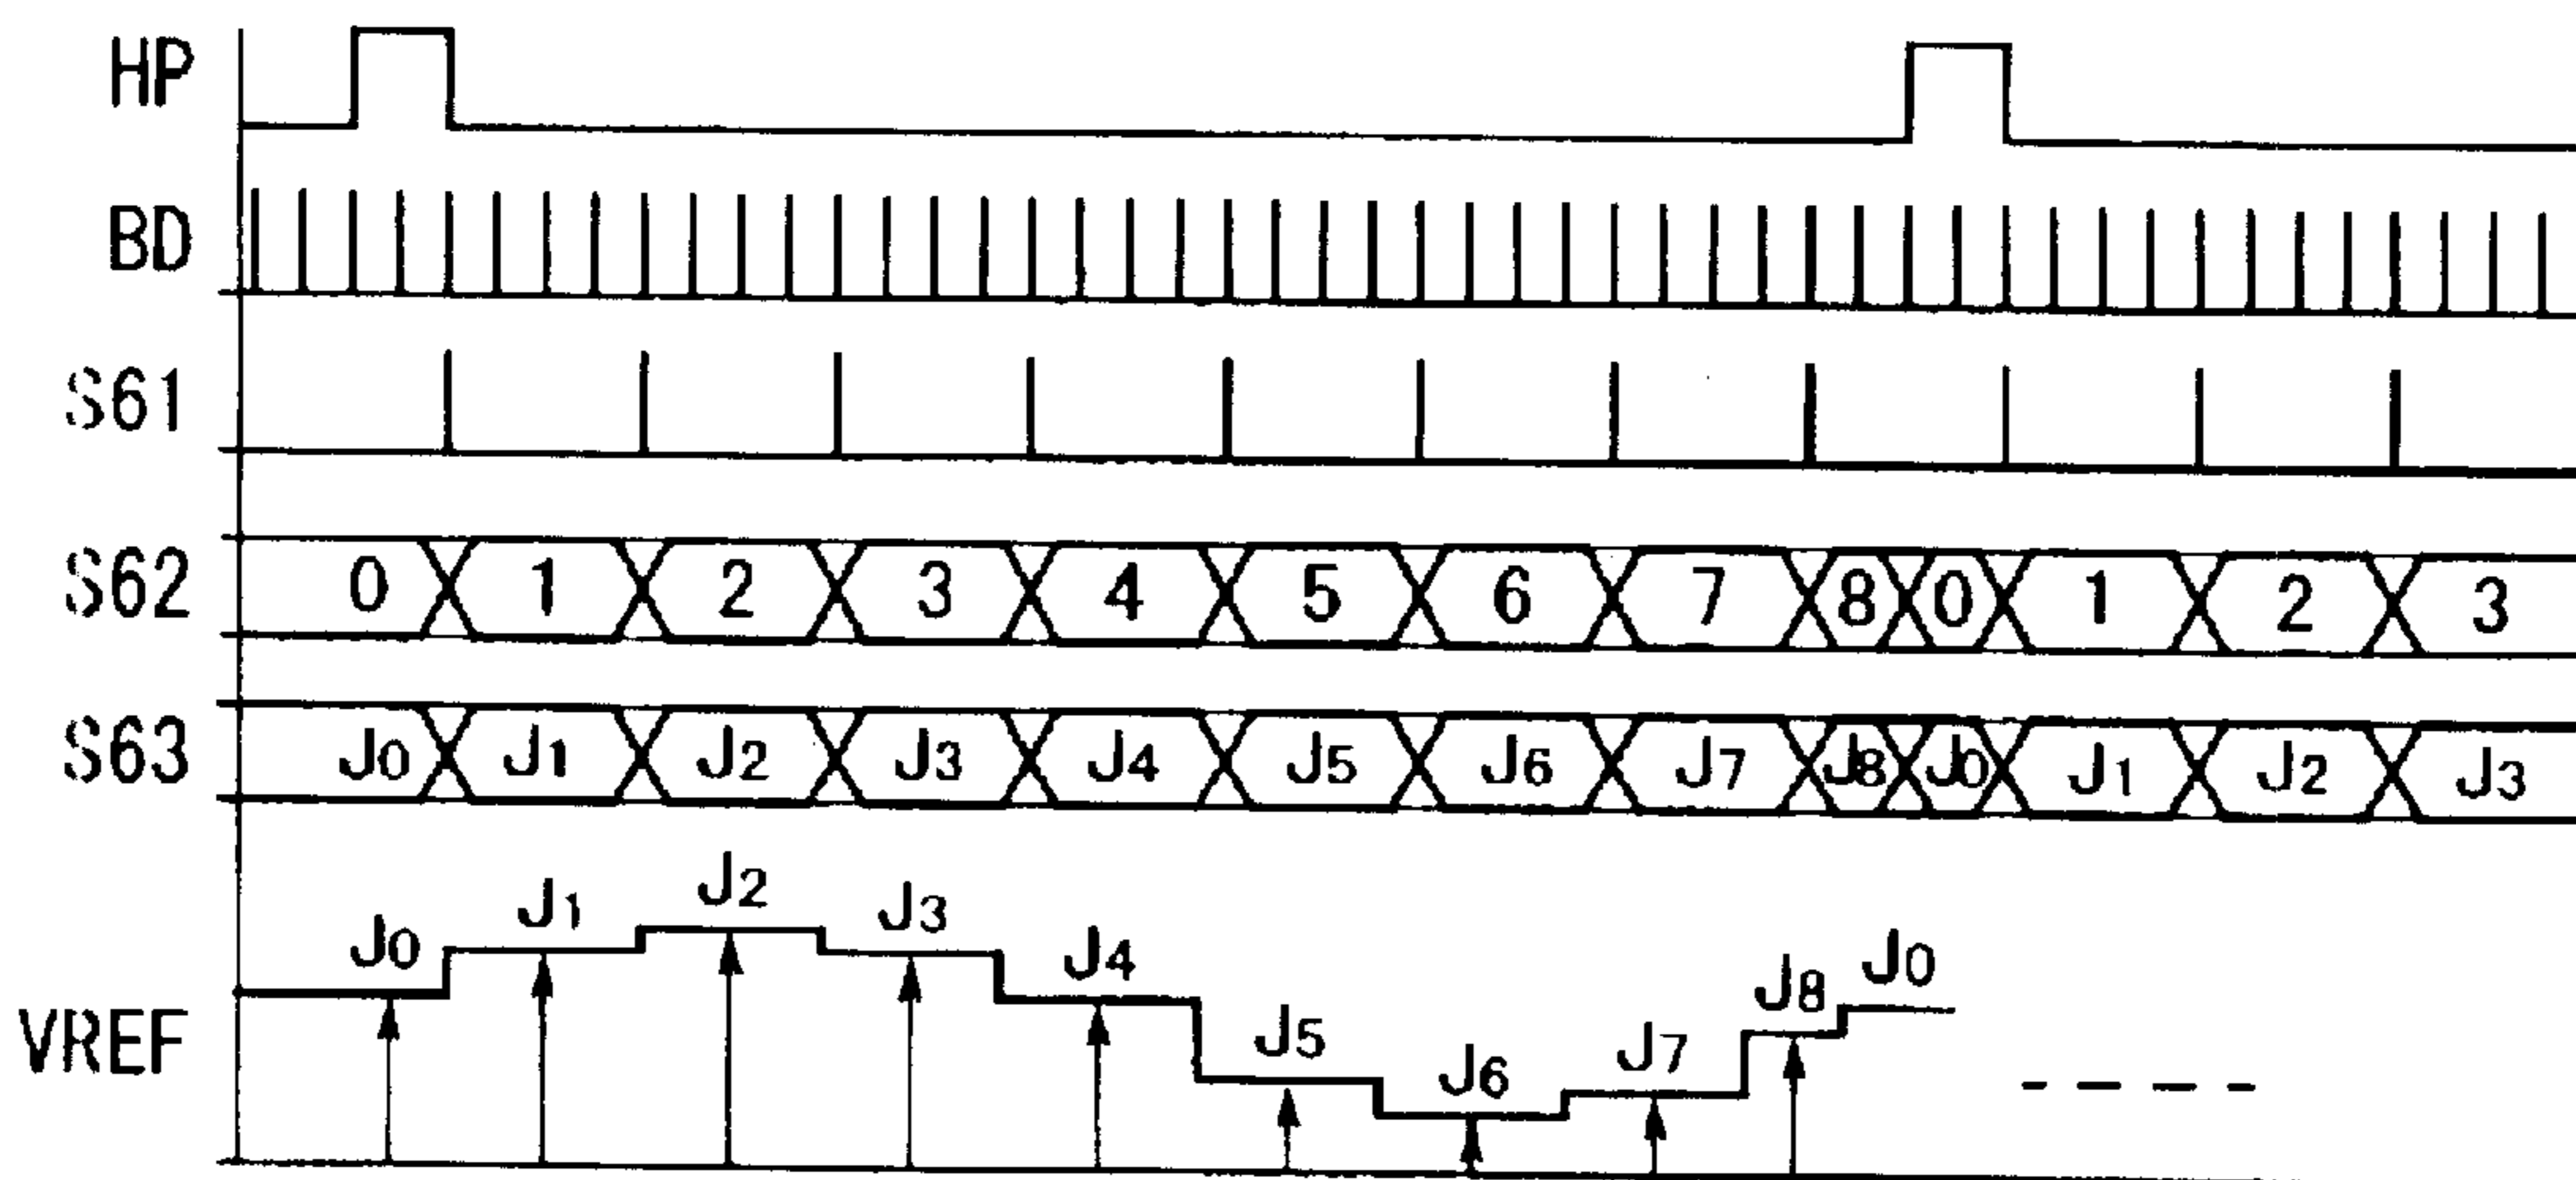 HP
BD
S61
S62 0 1 2 3 4 5 6 7 8 0 1 2 3
S63 J0 J1 J2 J3 J4 J5 J6 J7 J8 J0 J1 J2 J3
VREF J0 J1 J2 J3 J4 J5 J6 J7 J8 J0